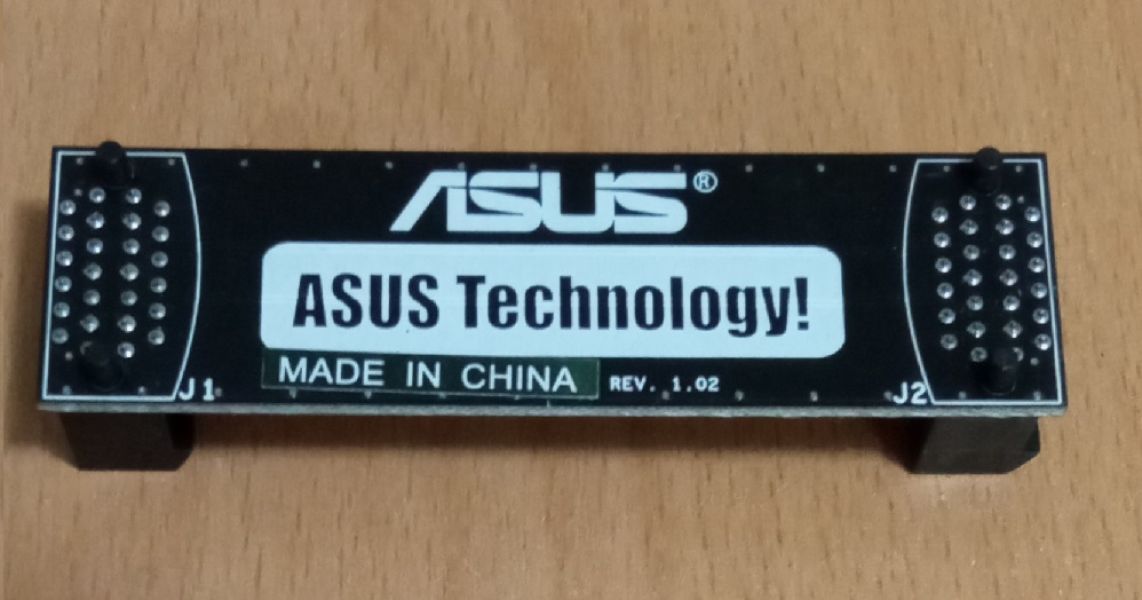 ASUS®
ASUS Technology!
MADE IN CHINA REV. 1.02
J1 J2